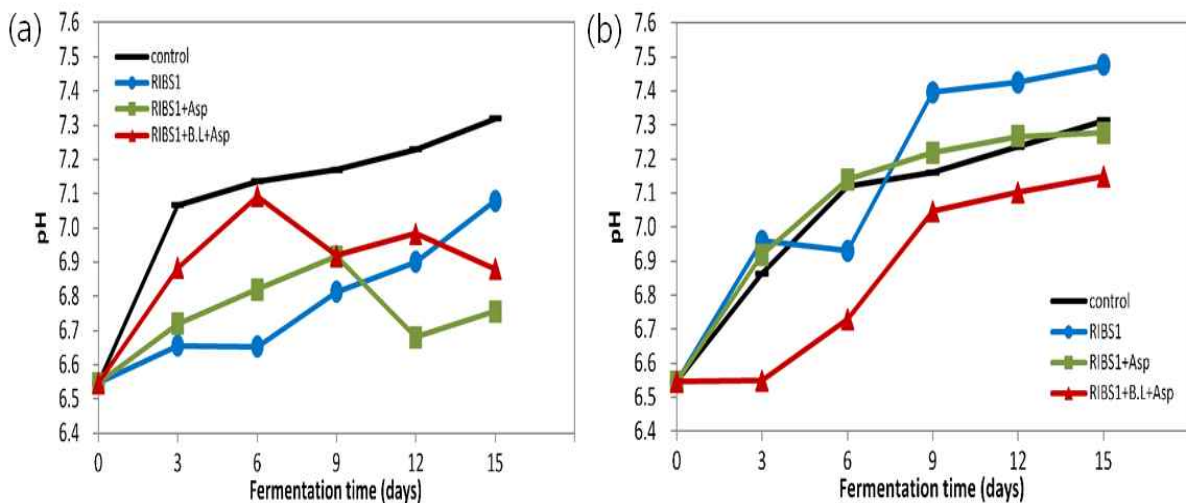 (a)
7.6
7.5
7.4
7.3
7.2
7.1
7.0
6.9
6.8
6.7
6.6
6.5
6.4
pH
control
RIBS1
RIBS1+Asp
RIBS1+B.L+Asp
0 3 6 9 12 15
Fermentation time (days)
(b)
7.6
7.5
7.4
7.3
7.2
7.1
7.0
6.9
6.8
6.7
6.6
6.5
6.4
pH
control
RIBS1
RIBS1+Asp
RIBS1+B.L+Asp
0 3 6 9 12 15
Fermentation time (days)